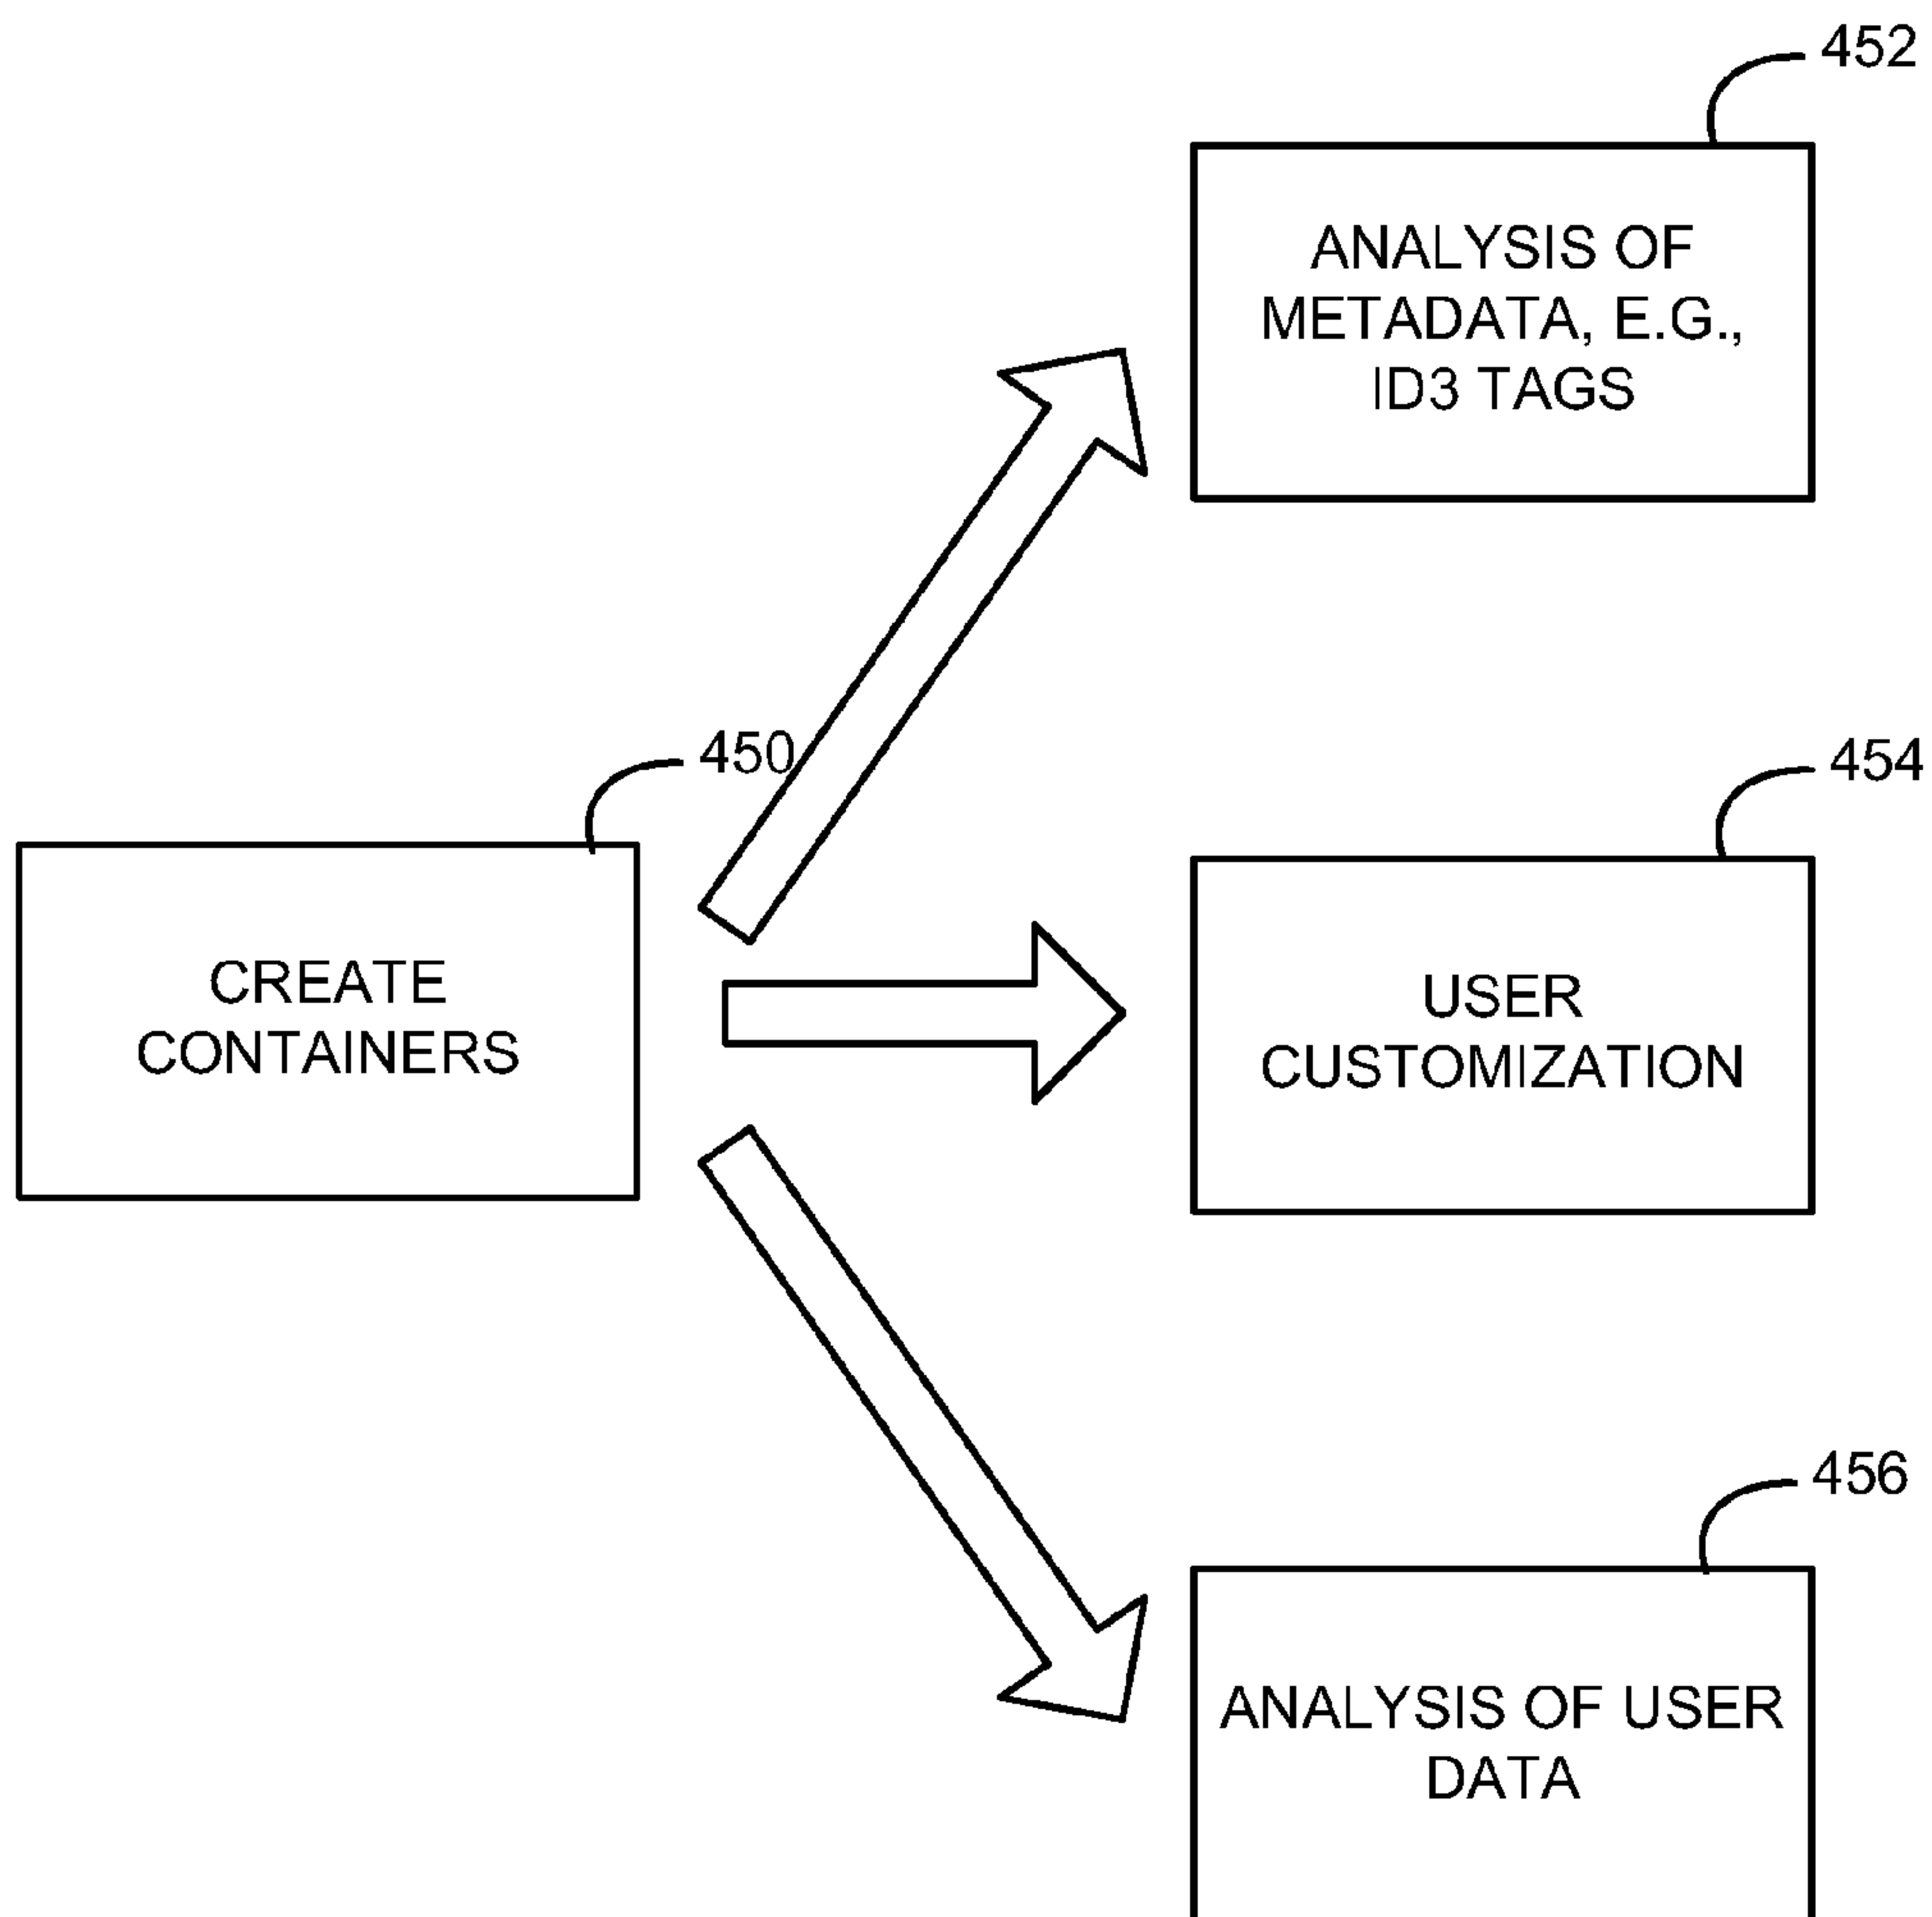 452
ANALYSIS OF
METADATA, E.G.,
ID3 TAGS
450
CREATE
CONTAINERS
454
USER
CUSTOMIZATION
456
ANALYSIS OF USER
DATA